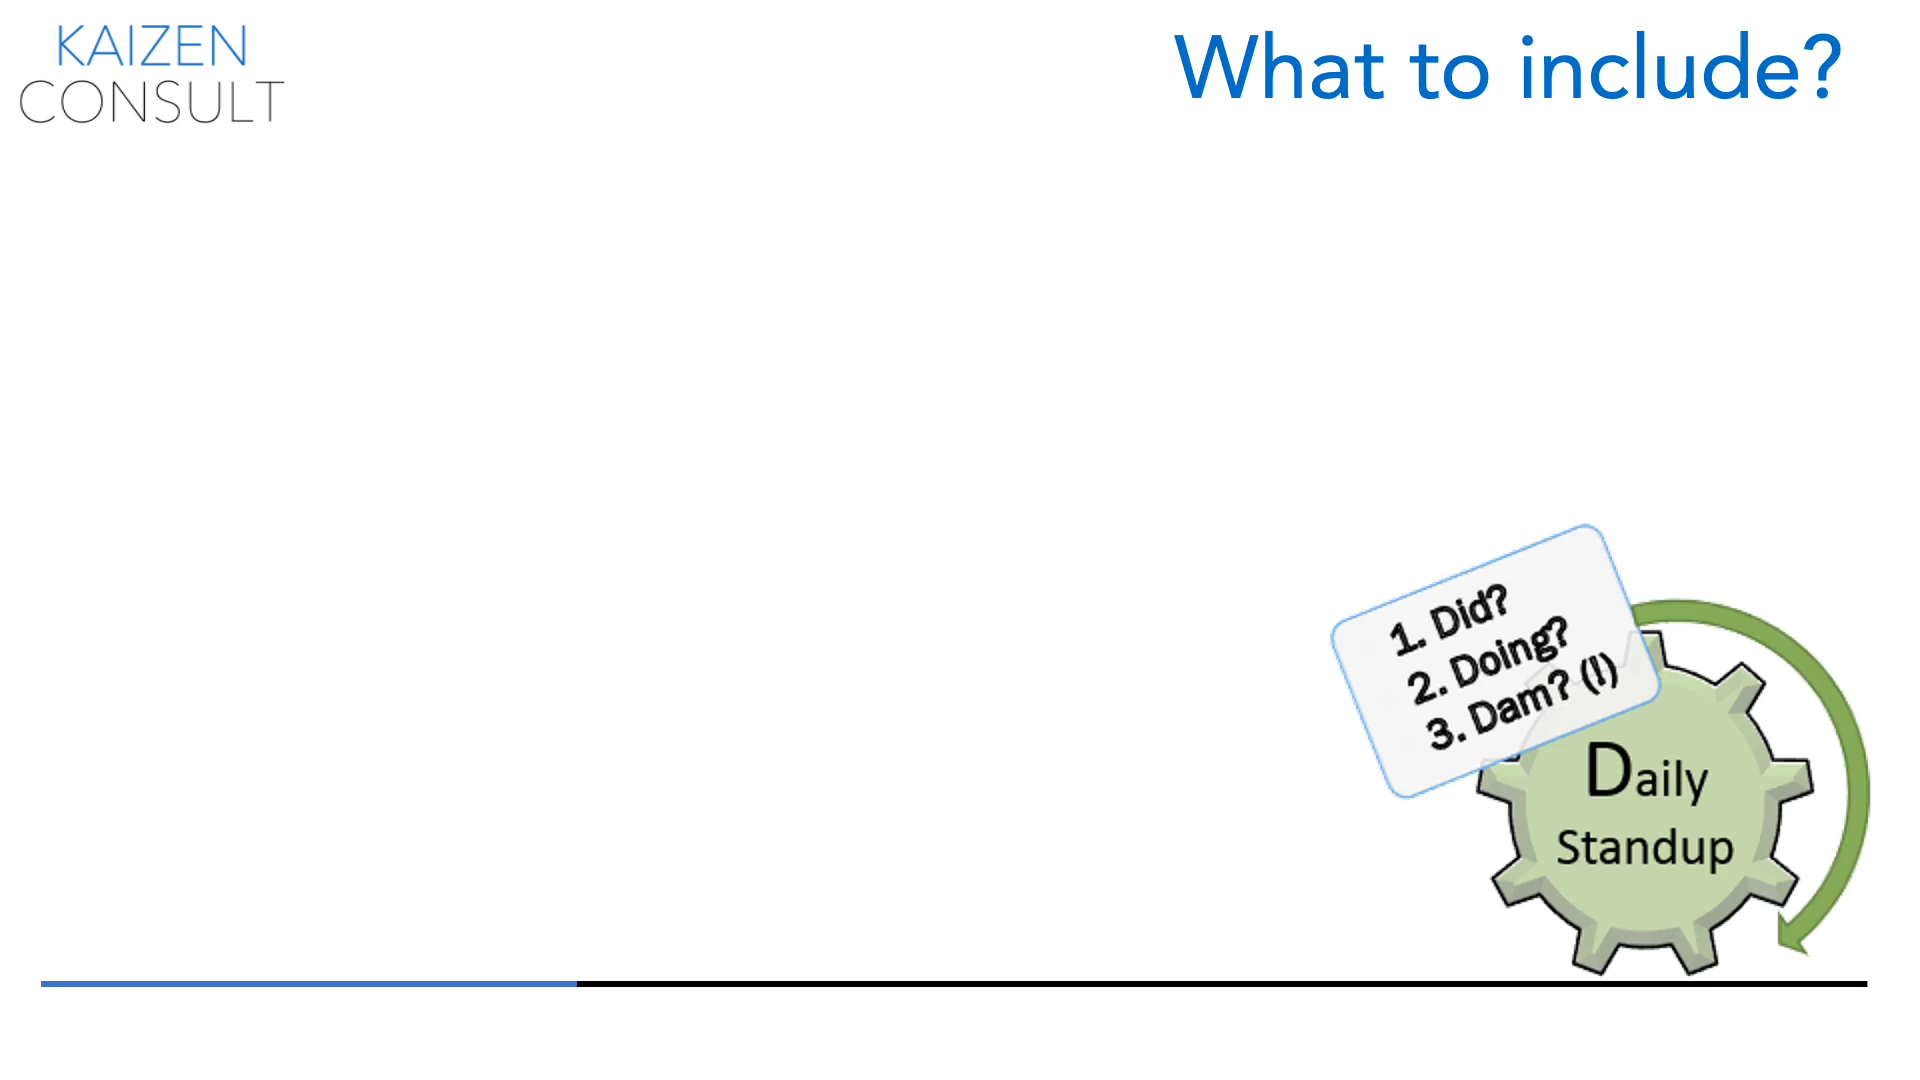 KAIZEN
CONSULT
What to include?
1. Did?
2. Doing?
3. Dam? (!)
Daily
Standup